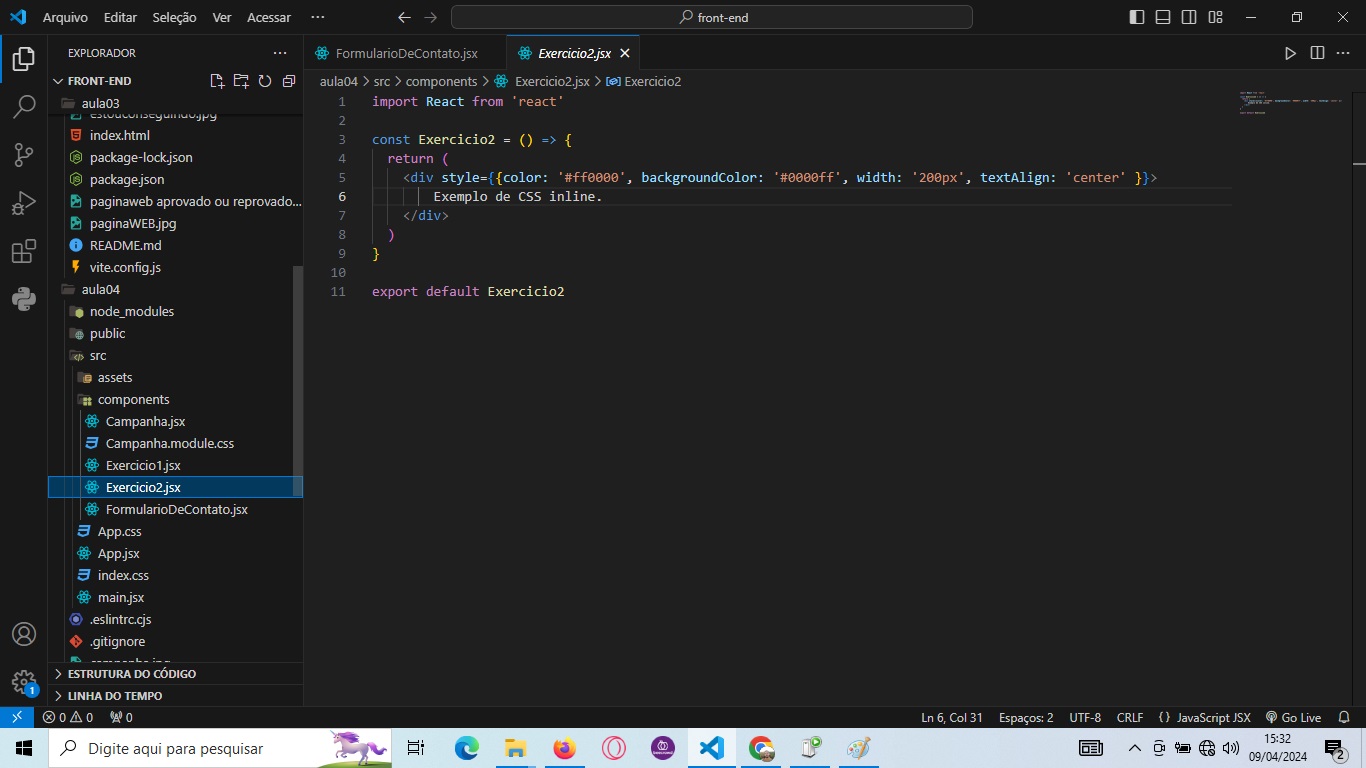 Arquivo Editar Seleção Ver Acessar ··· front-end
EXPLORADOR ···
FRONT-END
aula03
estouconseguindo.jpg
index.html
package-lock.json
package.json
paginaweb aprovado ou reprovado...
paginaWEB.jpg
README.md
vite.config.js
aula04
node_modules
public
src
assets
components
Campanha.jsx
Campanha.module.css
Exercicio1.jsx
Exercicio2.jsx
FormularioDeContato.jsx
App.css
App.jsx
index.css
main.jsx
.eslintrc.cjs
.gitignore
campanha.jpg
ESTRUTURA DO CÓDIGO
LINHA DO TEMPO
FormularioDeContato.jsx Exercicio2.jsx
aula04 > src > components > Exercicio2.jsx > Exercicio2
1 import React from 'react'
2
3 const Exercicio2 = () => {
4 return (
5 <div style={{color: '#ff0000', backgroundColor: '#0000ff', width: '200px', textAlign: 'center' }}>
6 Exemplo de CSS inline.
7 </div>
8 )
9 }
10
11 export default Exercicio2
1
0 0 0 Ln 6, Col 31 Espaços: 2 UTF-8 CRLF {} JavaScript JSX Go Live
Digite aqui para pesquisar
15:32
09/04/2024
2